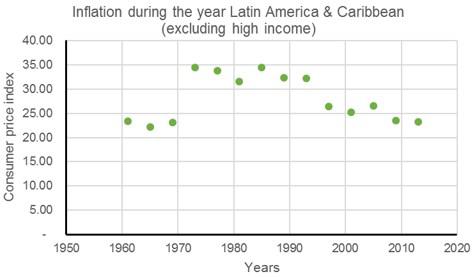 Inflation during the year Latin America & Caribbean
(excluding high income)
Consumer price index
40.00
35.00
30.00
25.00
20.00
15.00
10.00
5.00
-
1950 1960 1970 1980 1990 2000 2010 2020
Years